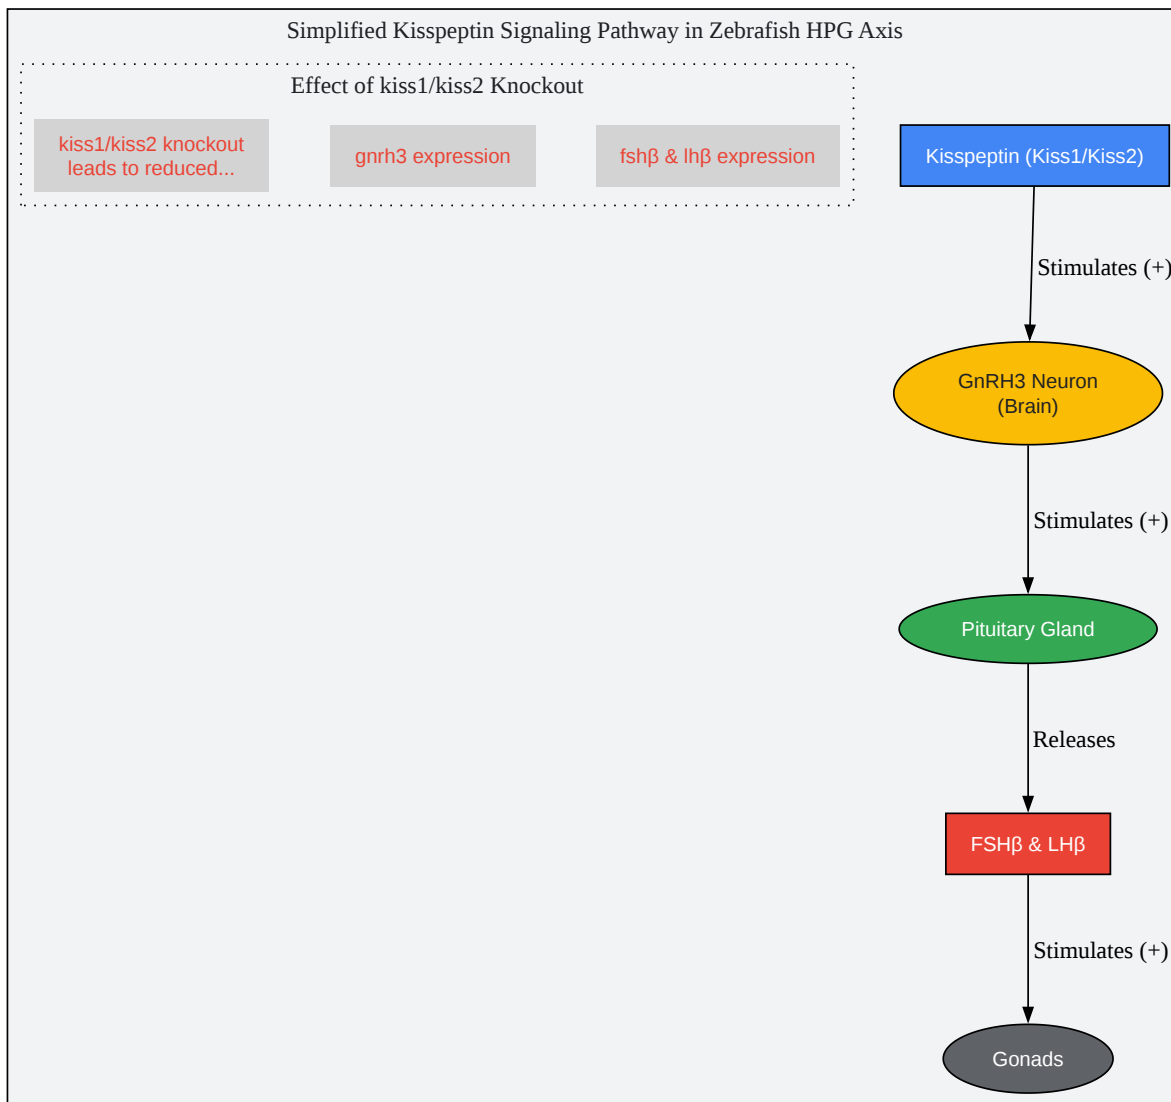 Simplified Kisspeptin Signaling Pathway in Zebrafish HPG Axis
Effect of kiss1/kiss2 Knockout
kiss1/kiss2 knockout
leads to reduced...
gnrh3 expression
fshβ & lhβ expression
Kisspeptin (Kiss1/Kiss2)
Stimulates (+)
GnRH3 Neuron
(Brain)
Stimulates (+)
Pituitary Gland
Releases
FSHβ & LHβ
Stimulates (+)
Gonads